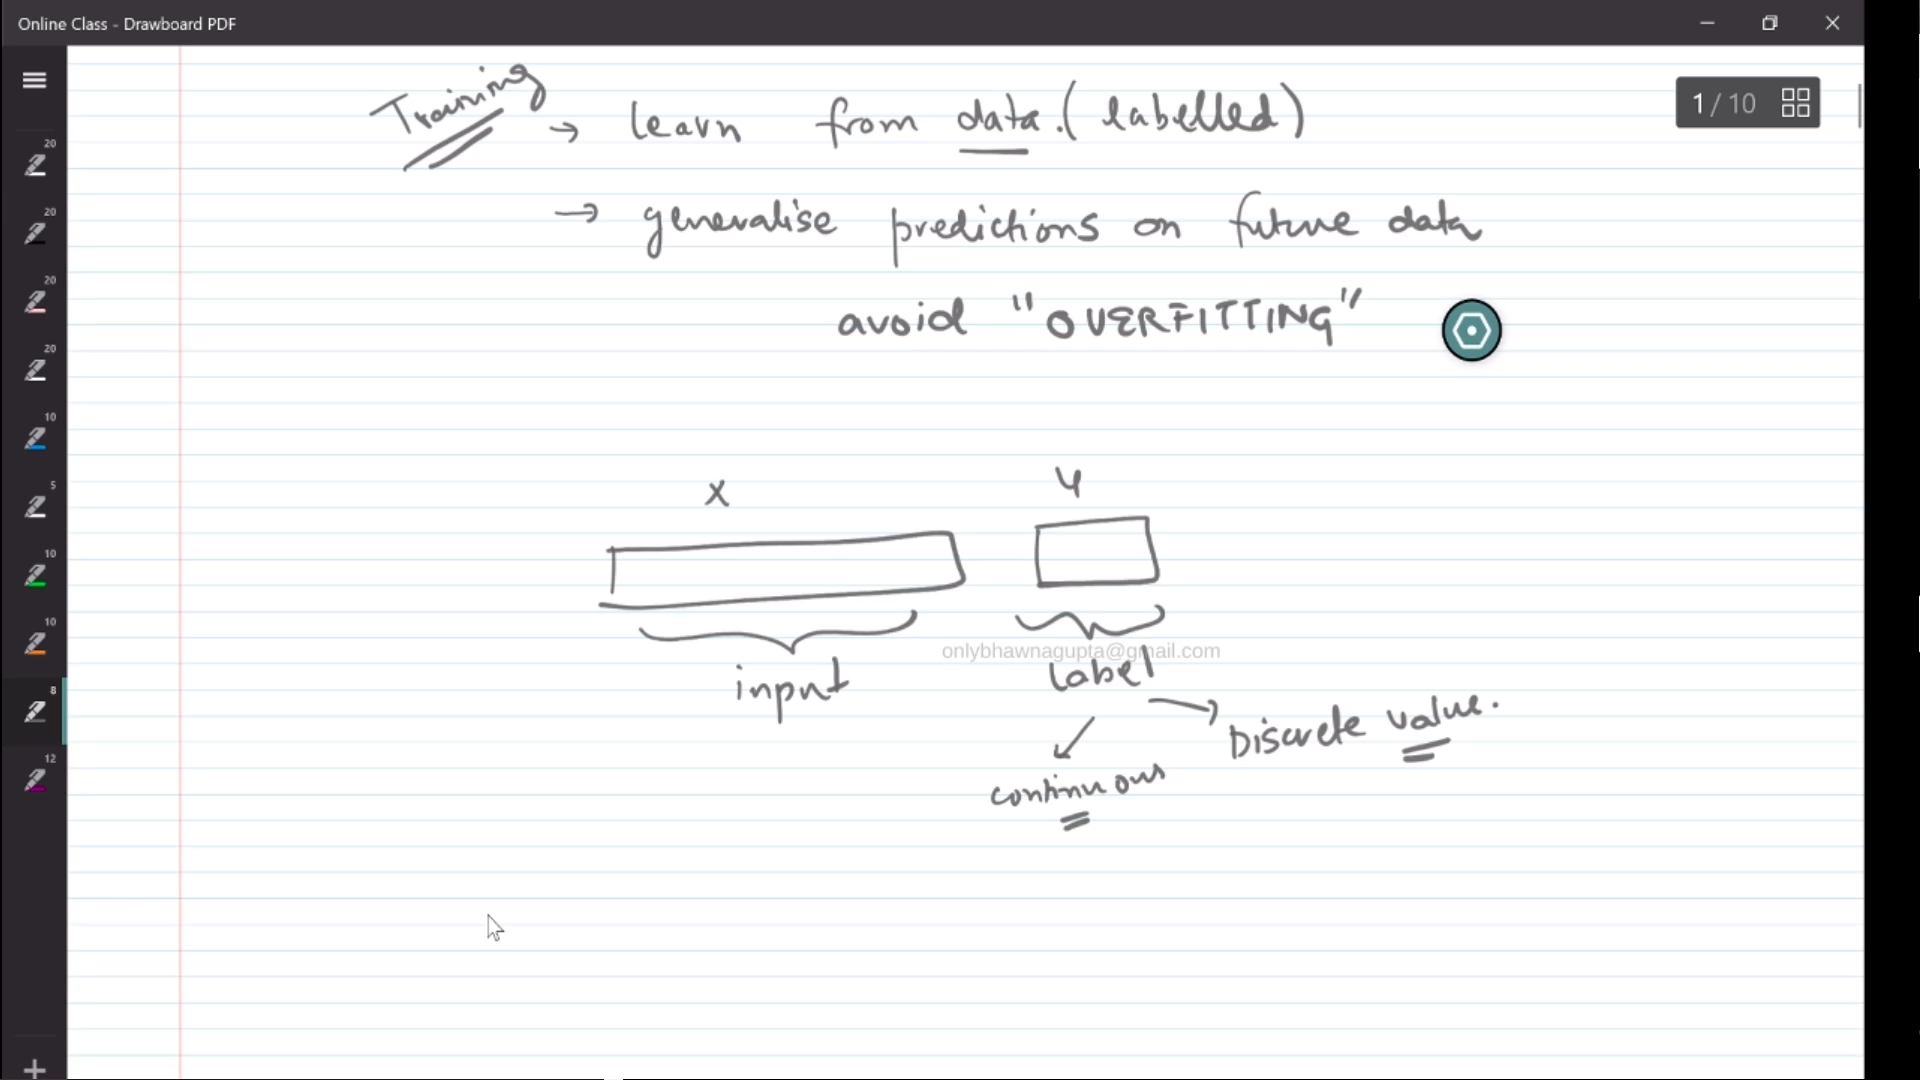 Online Class - Drawboard PDF
1 / 10
Training
→ learn from data. (labelled)
→ generalise predictions on future data
avoid "OVERFITTING"
x y
input label
onlybhawnagupta@gmail.com
Discrete value.
continuous
20
20
20
20
10
5
10
10
8
12